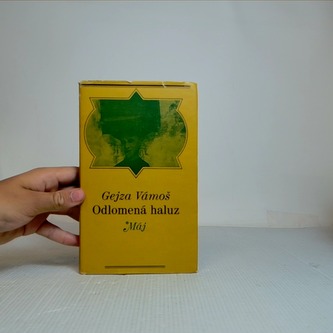 Gejza Vámoš
Odlomená haluz
Máj